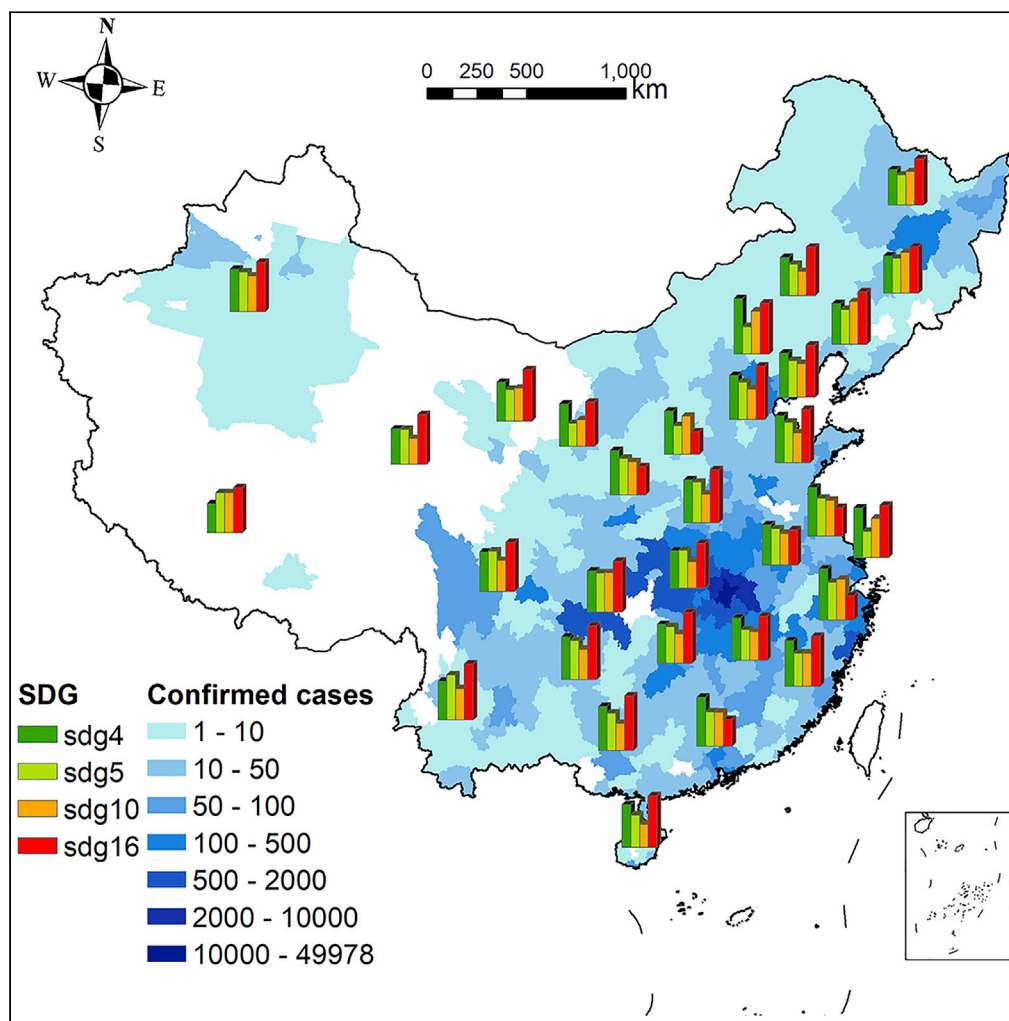 N
W E
S
0 250 500 1,000
km
SDG
sdg4
sdg5
sdg10
sdg16
Confirmed cases
1 - 10
10 - 50
50 - 100
100 - 500
500 - 2000
2000 - 10000
10000 - 49978